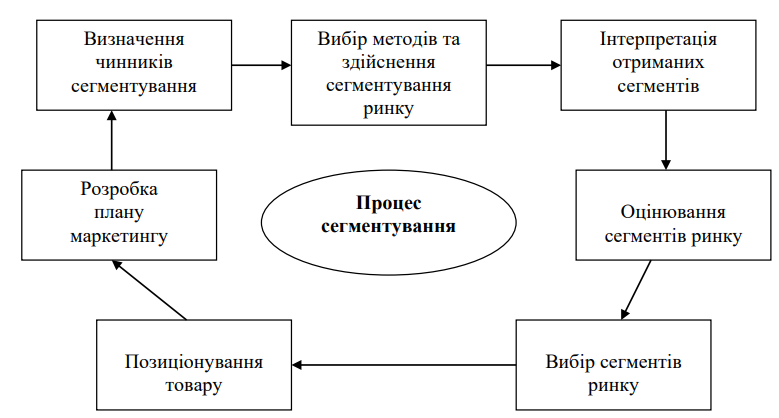 Визначення
чинників
сегментування
Вибір методів та
здійснення
сегментування
ринку
Інтерпретація
отриманих
сегментів
Розробка
плану
маркетингу
Процес
сегментування
Оцінювання
сегментів ринку
Позиціонування
товару
Вибір сегментів
ринку